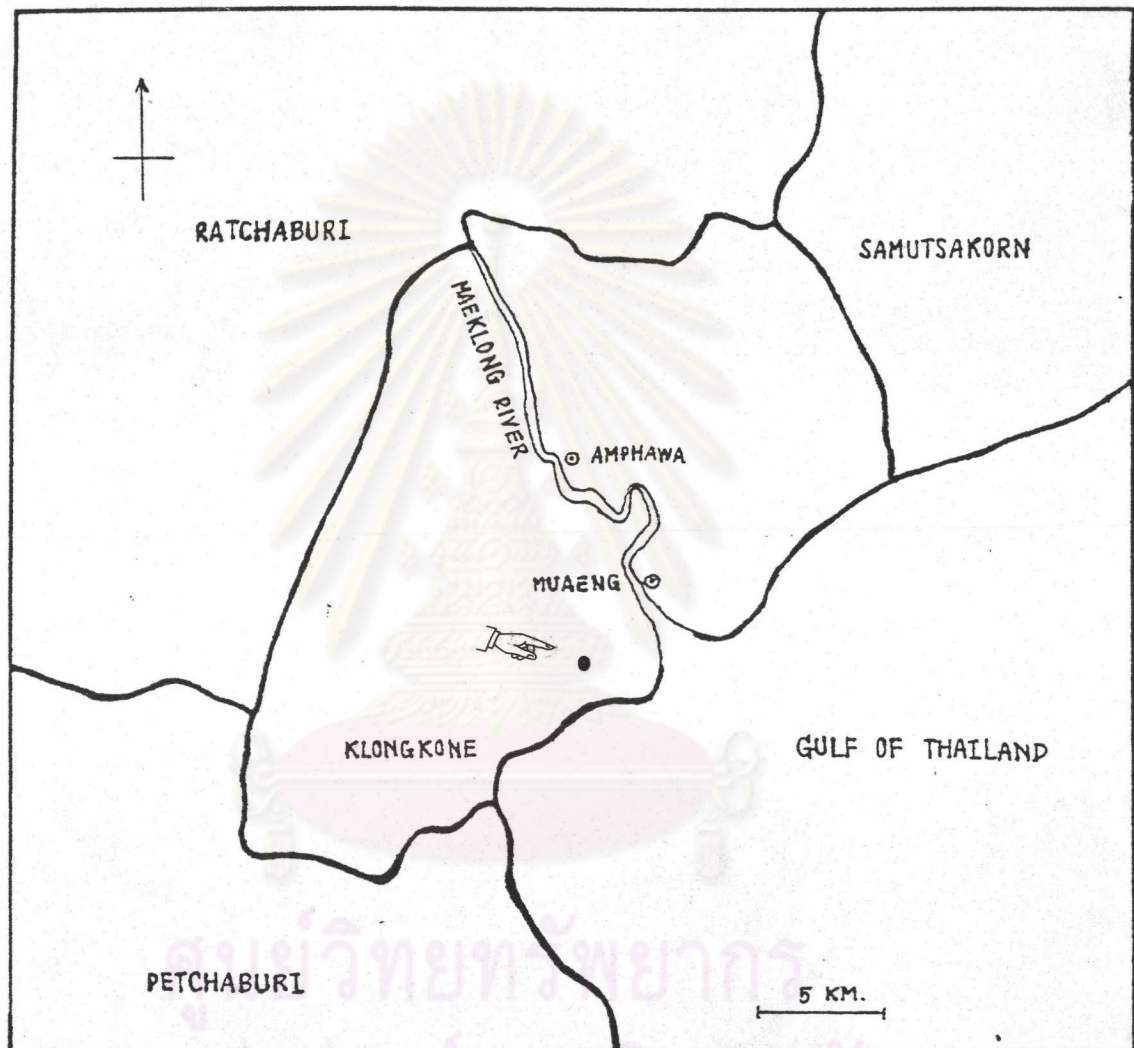 RATCHABURI
SAMUTSAKORN
MAEKLONG RIVER
AMPHAWA
MUAENG
KLONGKONE
GULF OF THAILAND
PETCHABURI
5 KM.
ศูนย์วิทยทรัพยากร